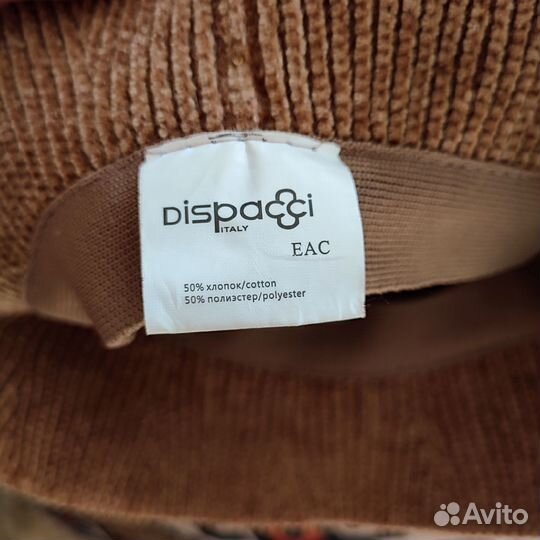 Dispacci
ITALY
EAC
50% хлопок/cotton
50% полиэстер/polyester
Avito